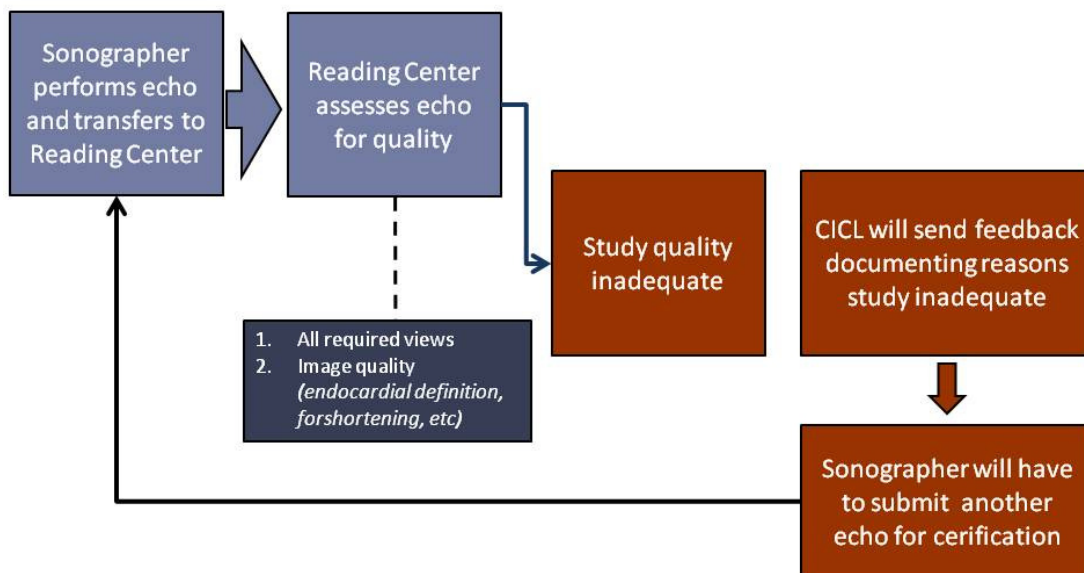 Sonographer
performs echo
and transfers to
Reading Center
Reading Center
assesses echo
for quality
Study quality
inadequate
CICL will send feedback
documenting reasons
study inadequate
1. All required views
2. Image quality
(endocardial definition,
forshortening, etc)
Sonographer will have
to submit another
echo for cerification